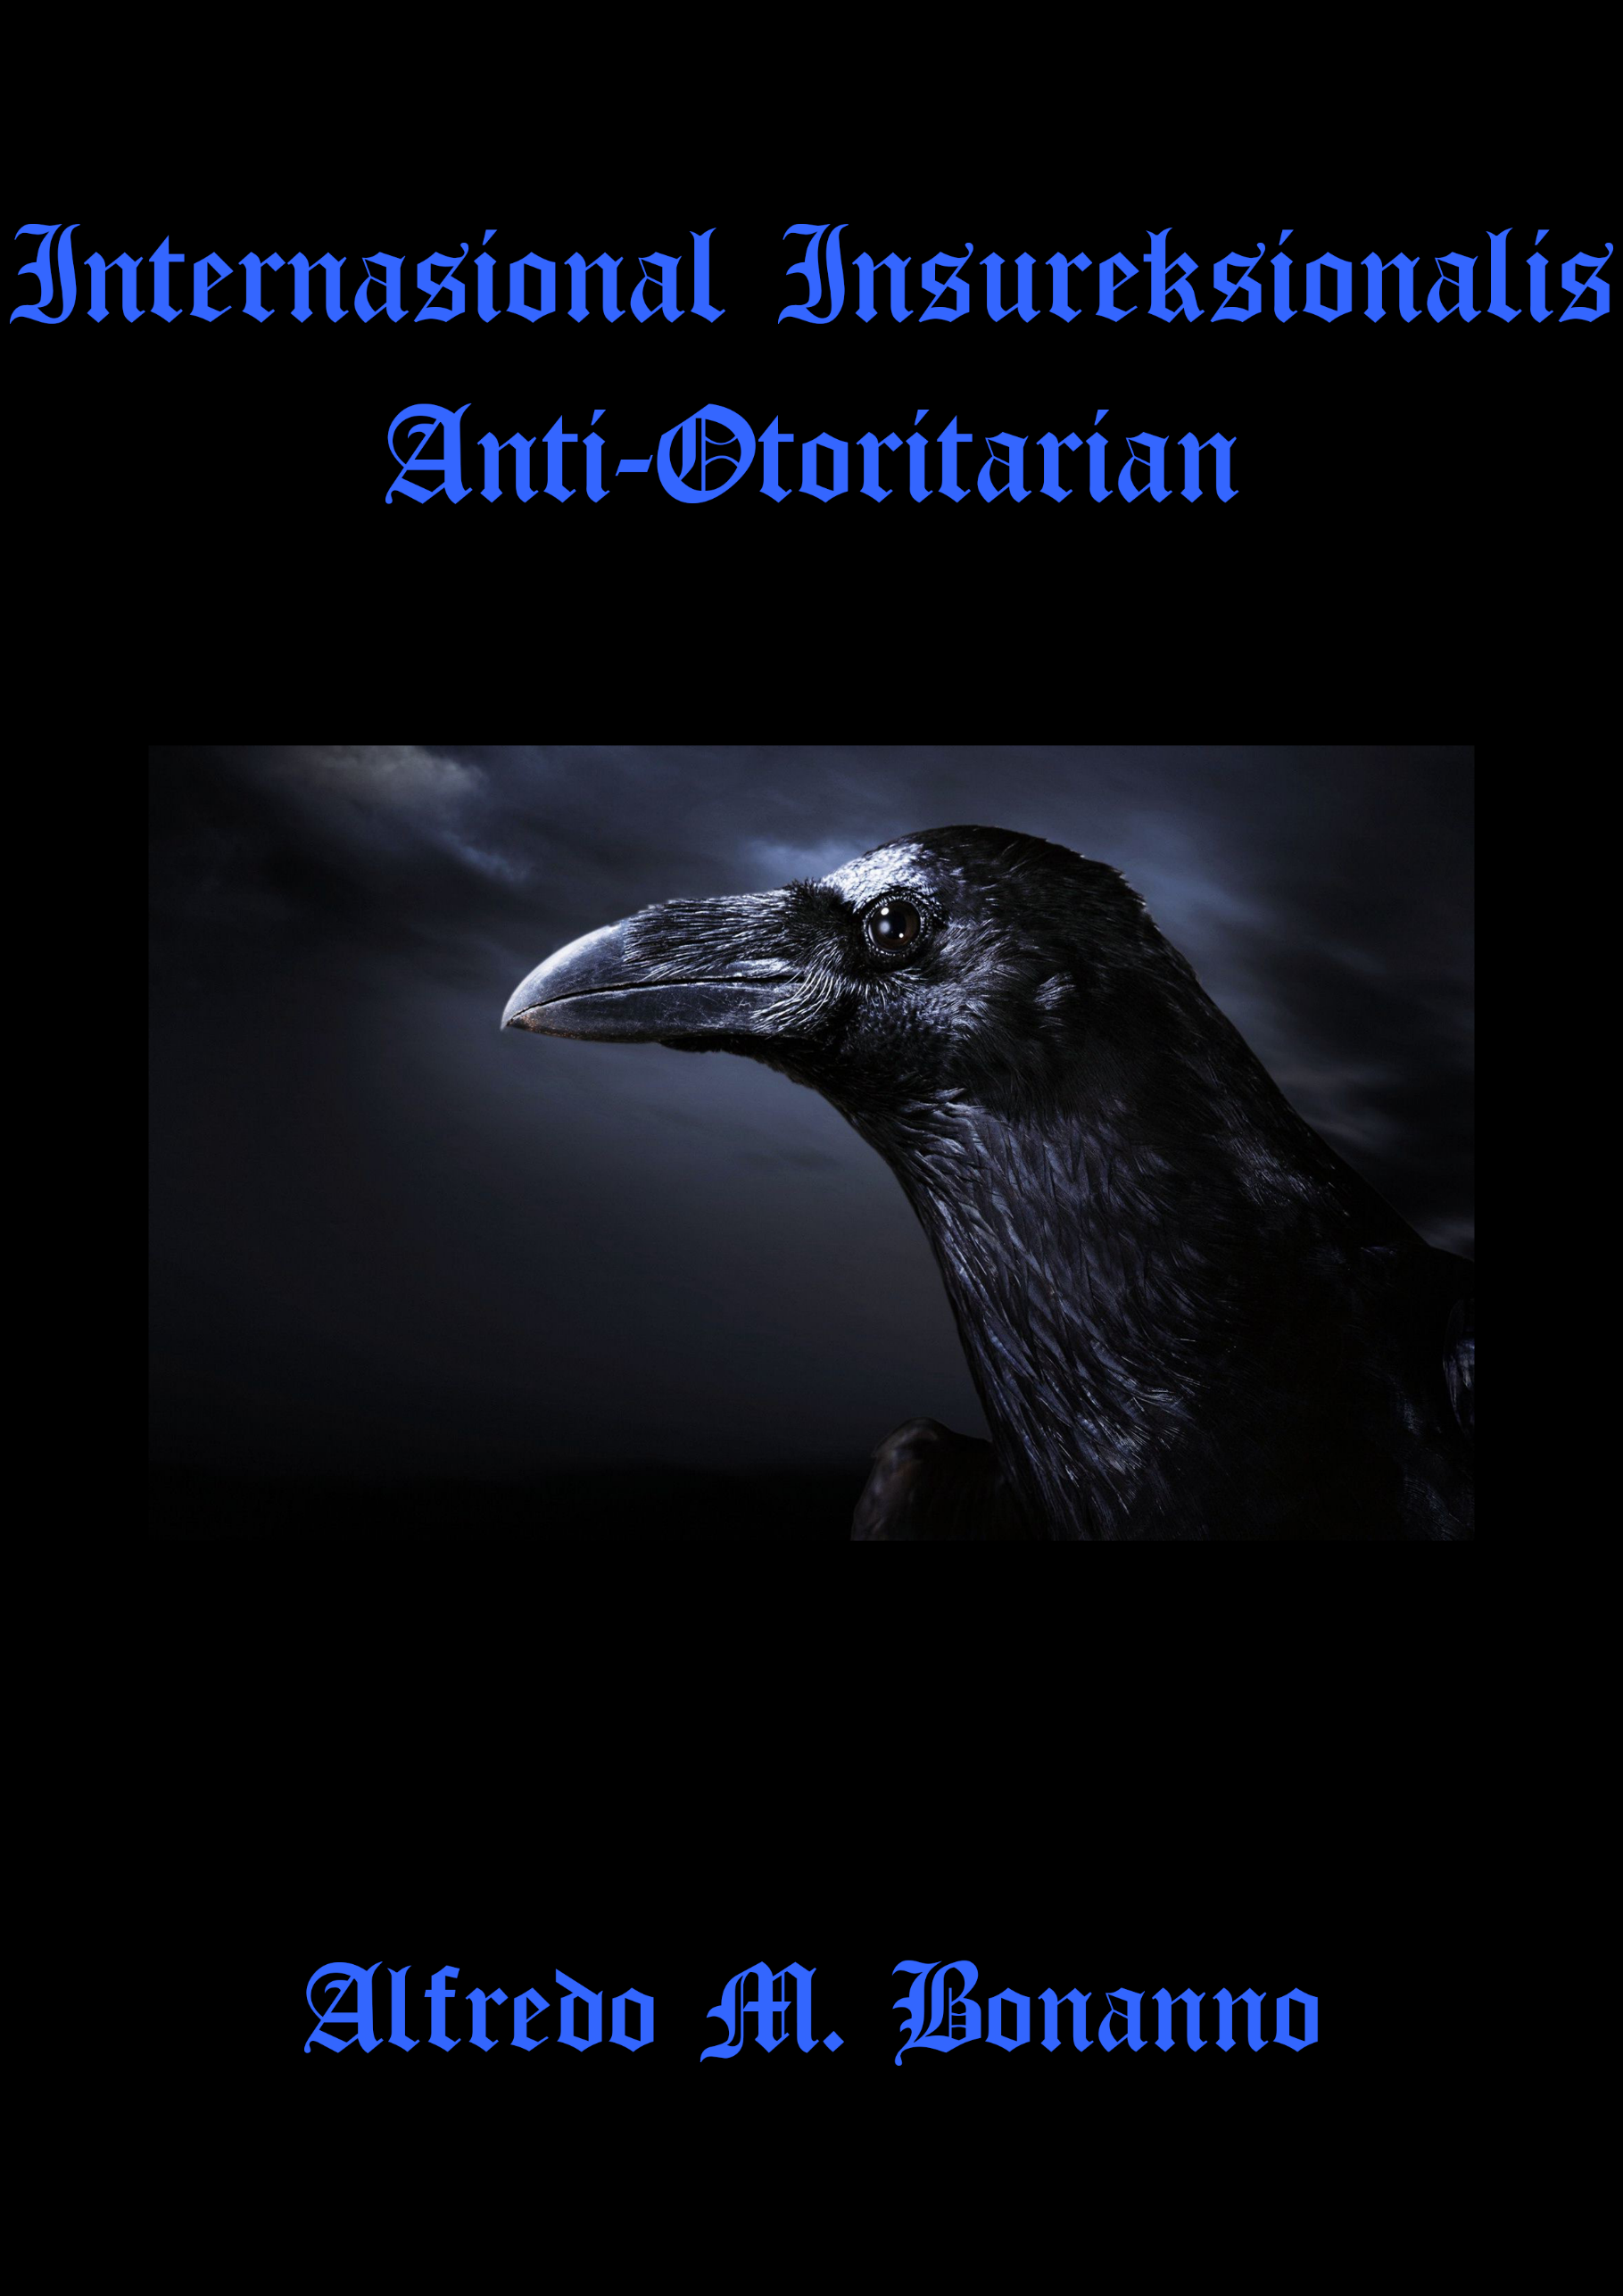 Internasional Insureksionalis
Anti-Otoritarian
Alfredo M. Bonanno